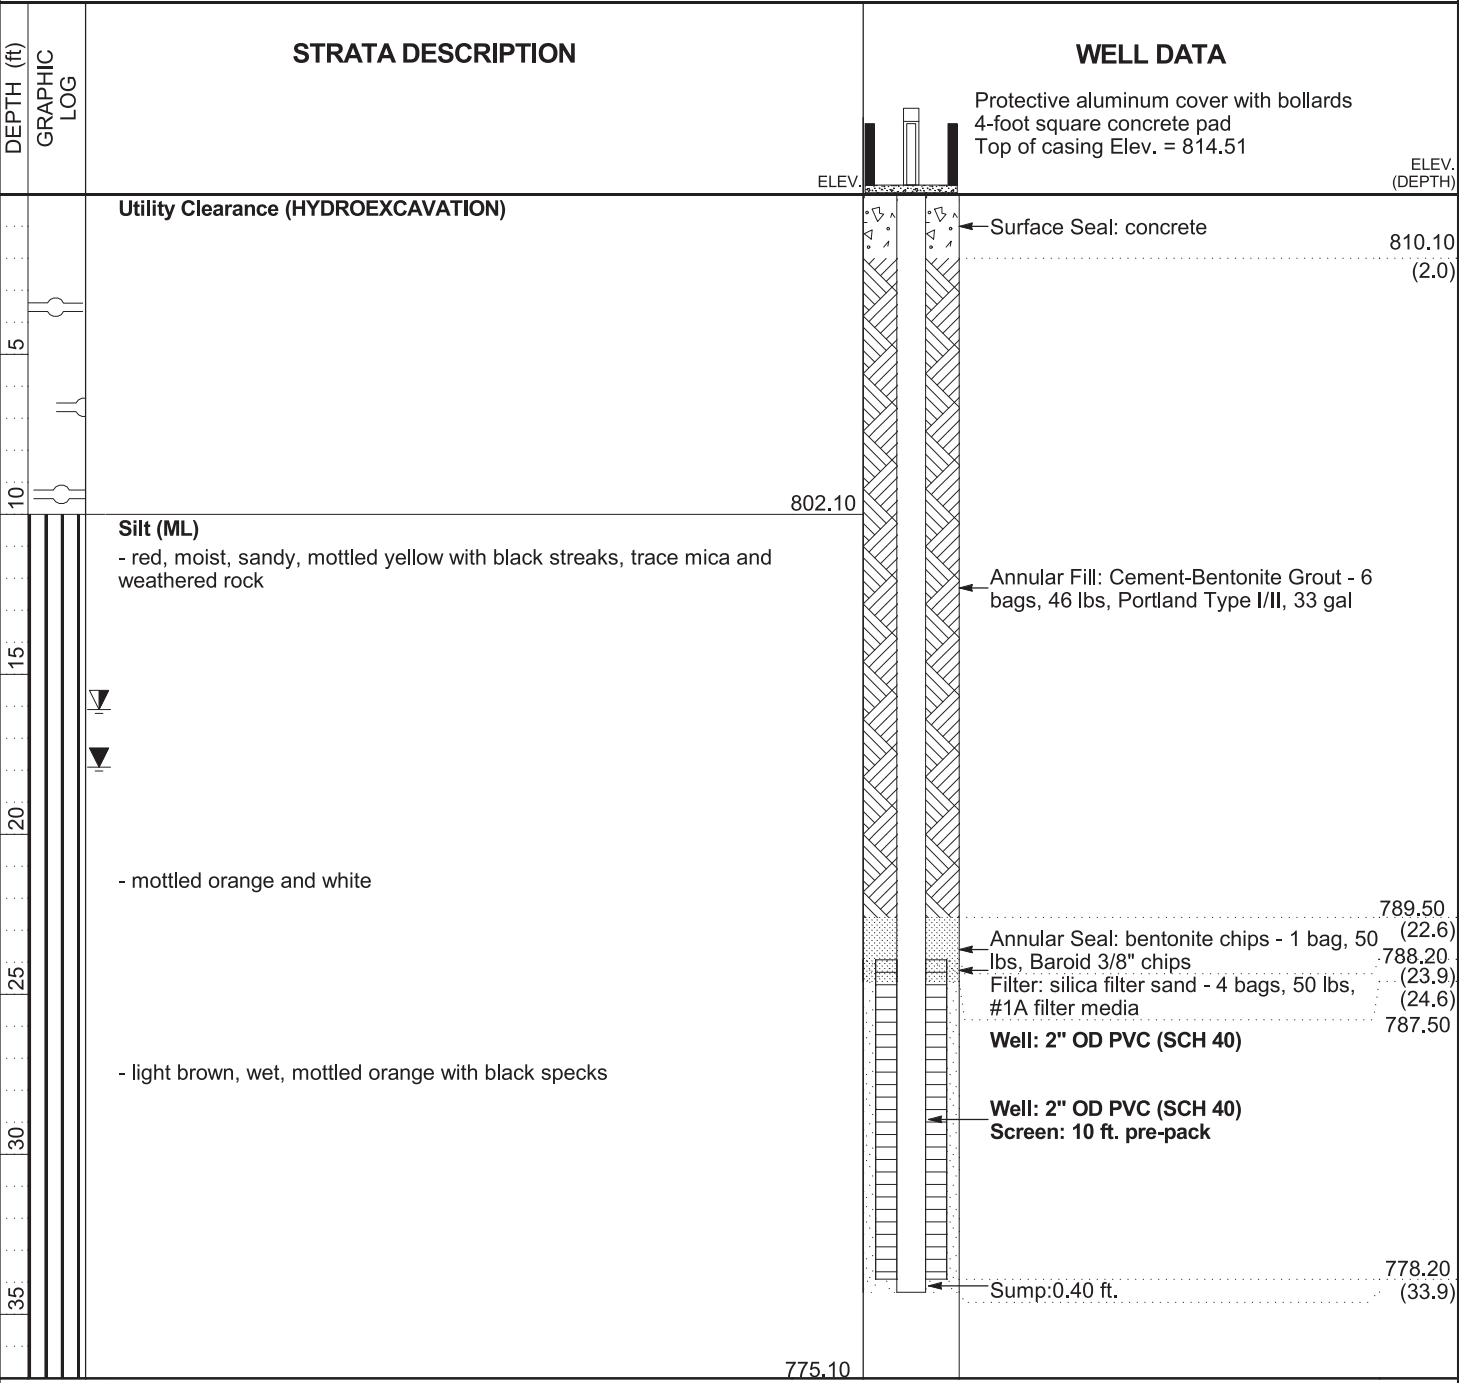 DEPTH (ft)
GRAPHIC
LOG
STRATA DESCRIPTION
ELEV.
WELL DATA
Protective aluminum cover with bollards
4-foot square concrete pad
Top of casing Elev. = 814.51
ELEV.
(DEPTH)
Utility Clearance (HYDROEXCAVATION)
Surface Seal: concrete
810.10
(2.0)
5
10
802.10
Silt (ML)
- red, moist, sandy, mottled yellow with black streaks, trace mica and
weathered rock
Annular Fill: Cement-Bentonite Grout - 6
bags, 46 lbs, Portland Type I/II, 33 gal
15
20
- mottled orange and white
789.50
(22.6)
Annular Seal: bentonite chips - 1 bag, 50
lbs, Baroid 3/8" chips
788.20
(23.9)
Filter: silica filter sand - 4 bags, 50 lbs,
#1A filter media
(24.6)
787.50
25
Well: 2" OD PVC (SCH 40)
- light brown, wet, mottled orange with black specks
Well: 2" OD PVC (SCH 40)
Screen: 10 ft. pre-pack
30
778.20
Sump:0.40 ft.
(33.9)
35
775.10